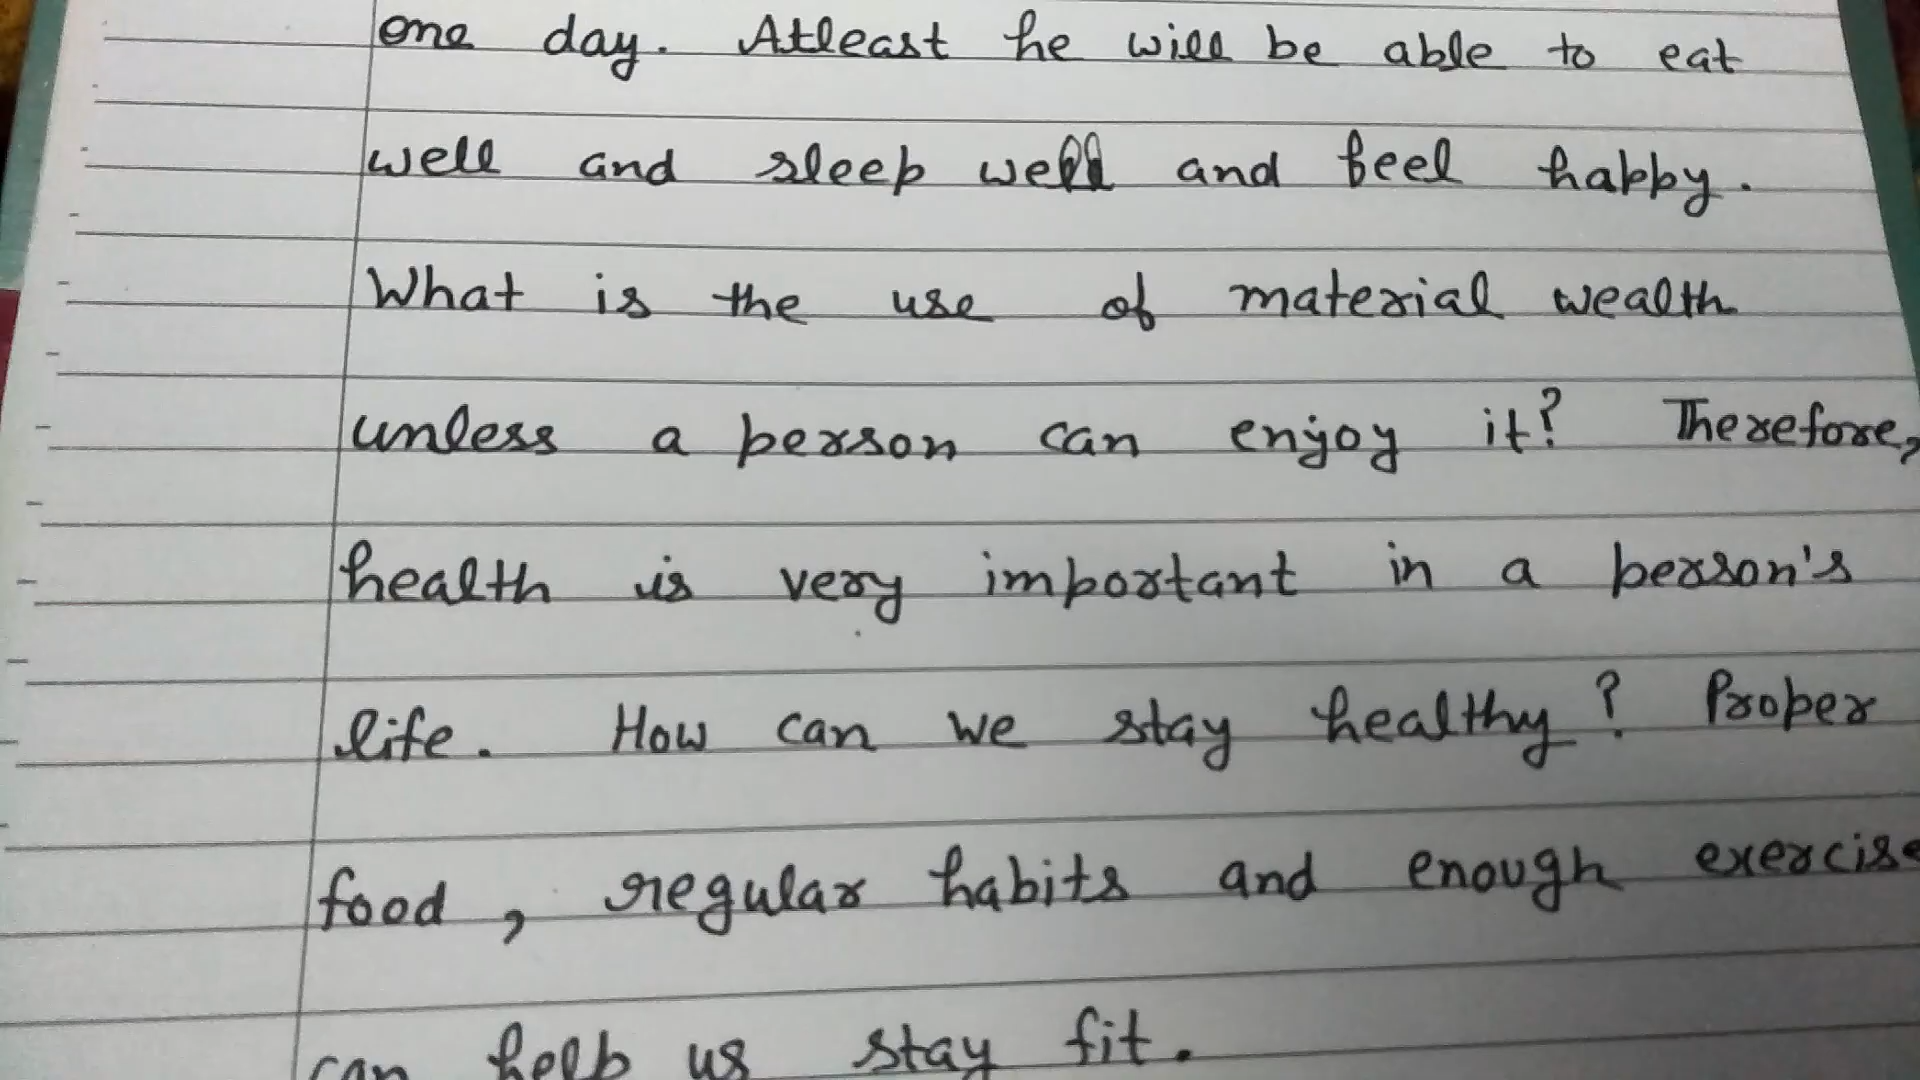 one day. Atleast he will be able to eat
well and sleep well and feel happy.
What is the use of material wealth
unless a person can enjoy it? Therefore,
health is very important in a person's
life. How can we stay healthy? Proper
food, regular habits and enough exercise
can help us stay fit.